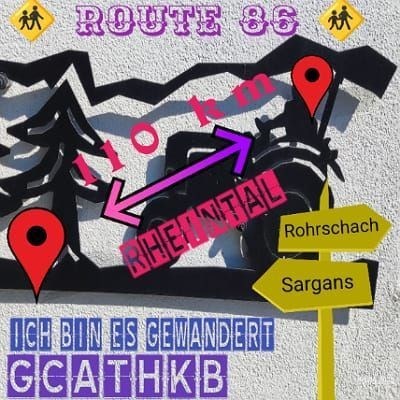 ROUTE 86
110 km
RHEINTAL
Rohrschach
Sargans
ICH BIN ES GEWANDERT
GCATHKB